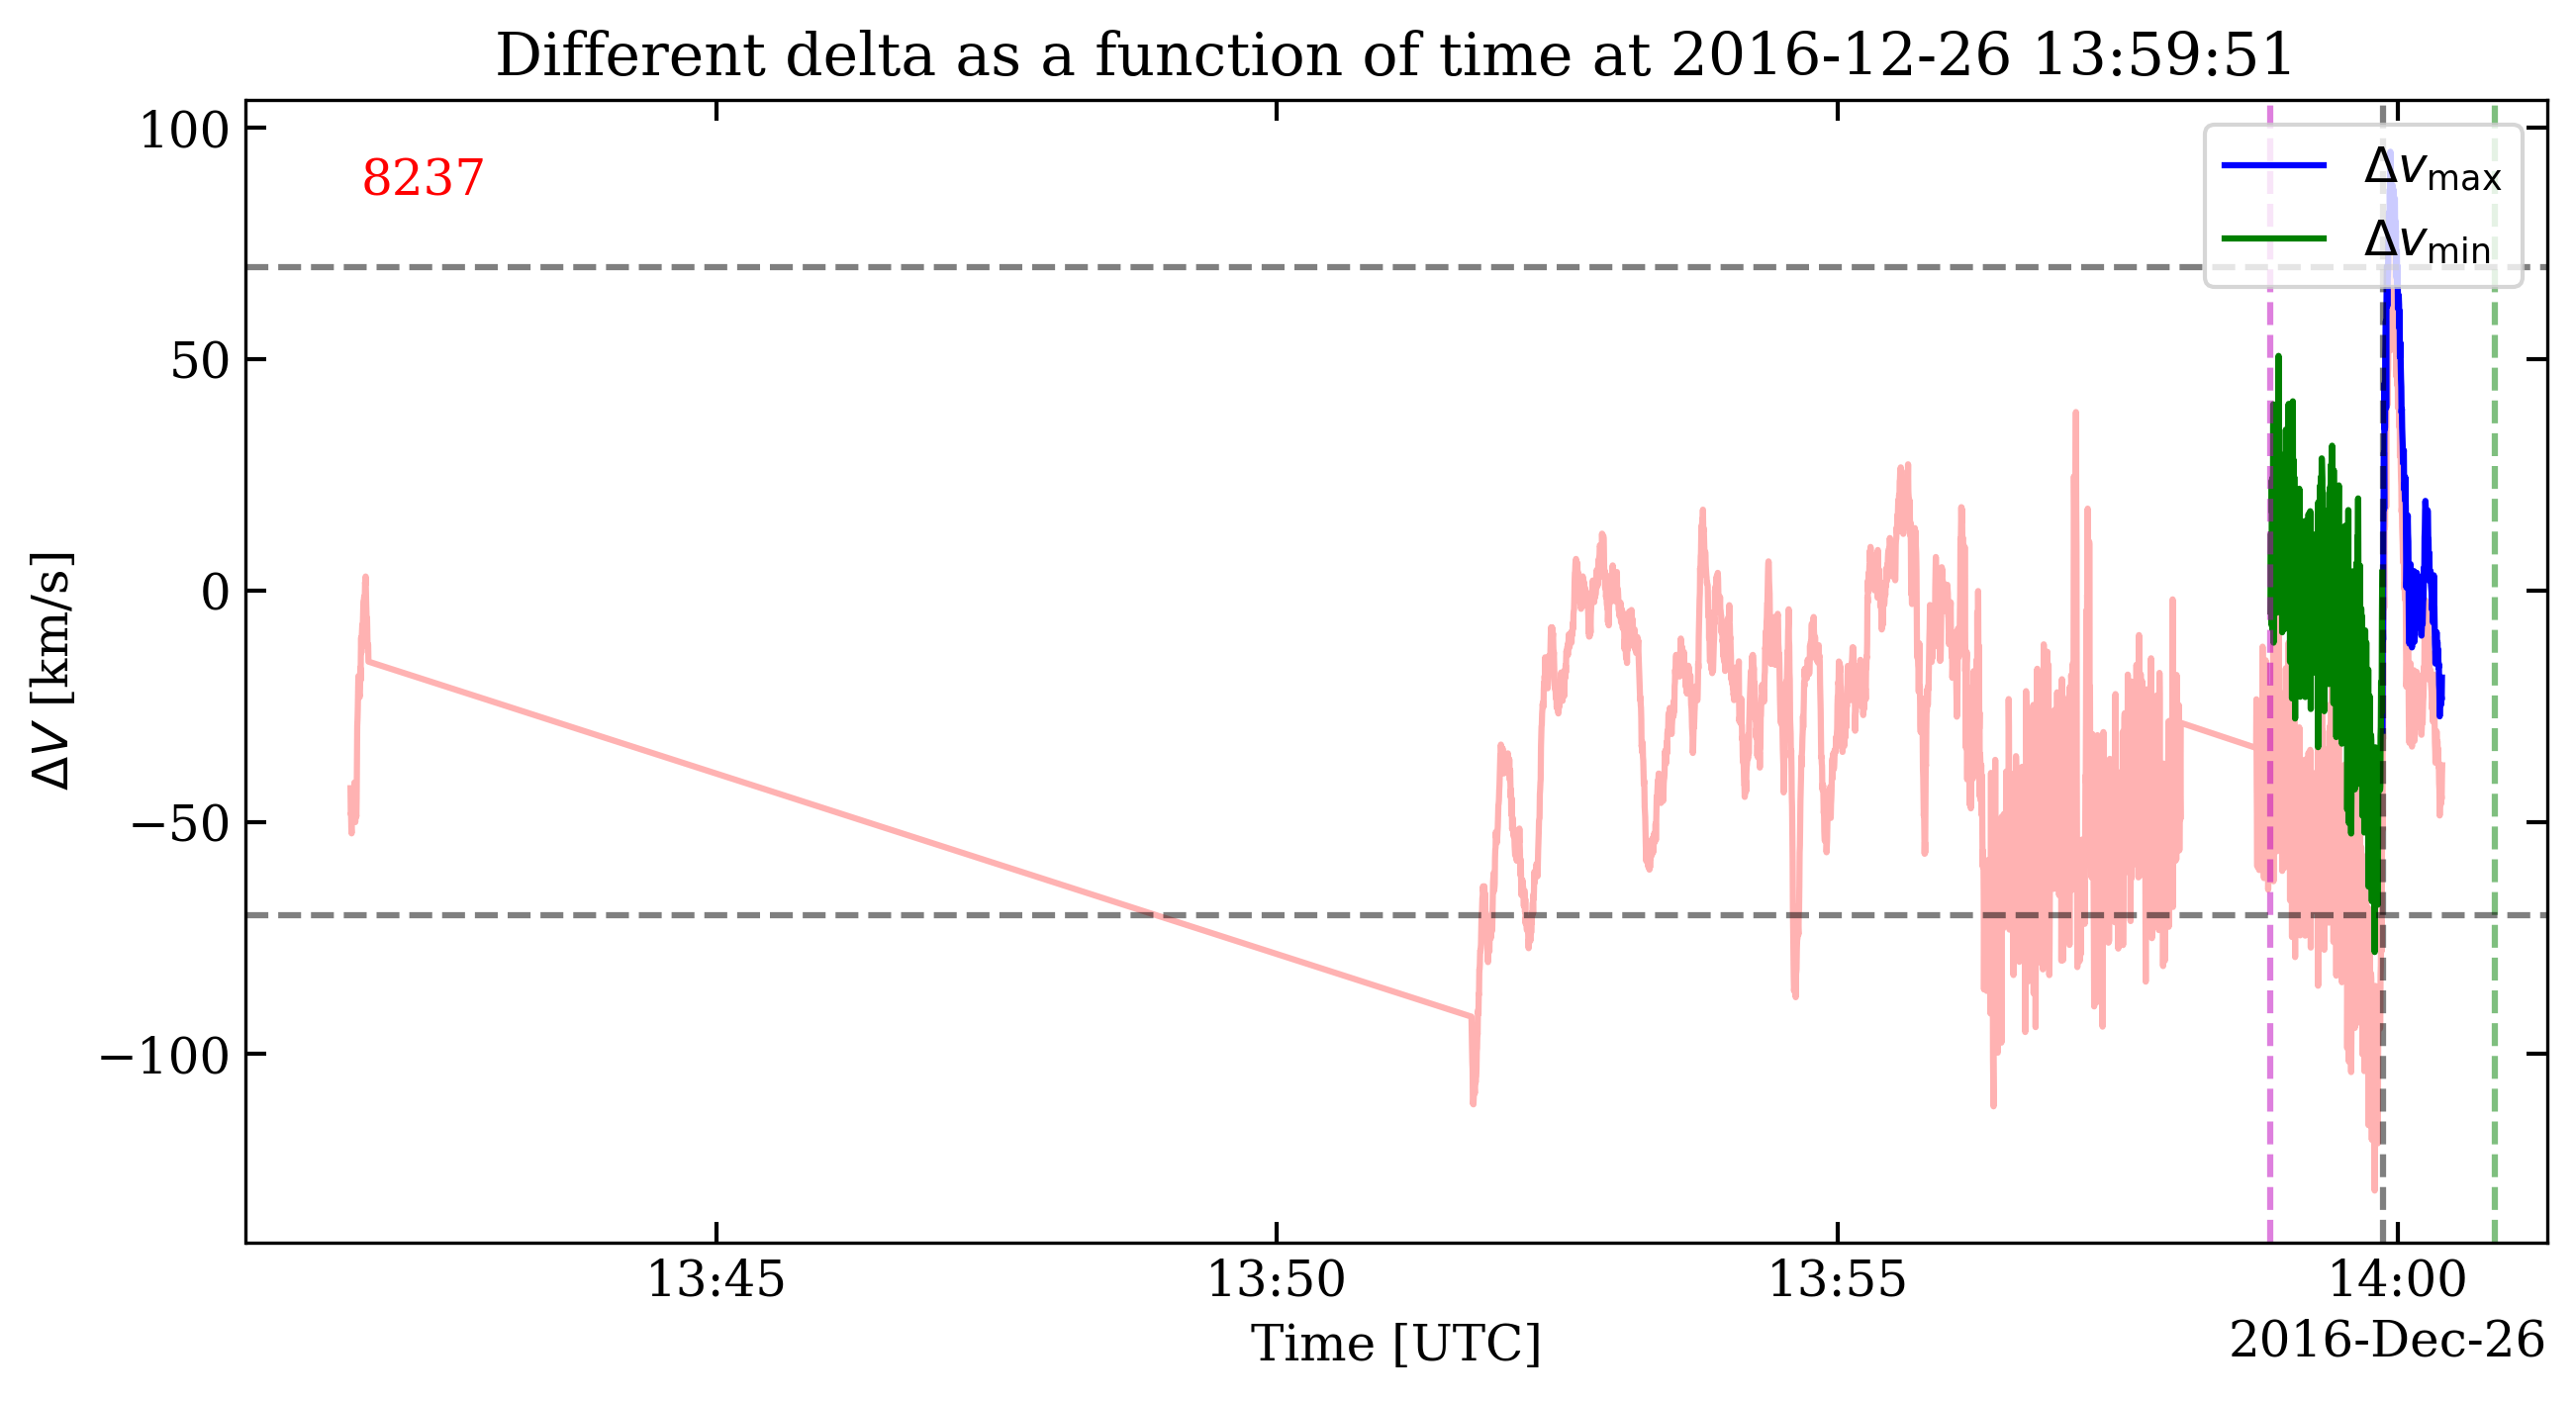 Different delta as a function of time at 2016-12-26 13:59:51
8237
Δv_max
Δv_min
100
50
0
−50
−100
ΔV [km/s]
13:45 13:50 13:55 14:00
2016-Dec-26
Time [UTC]